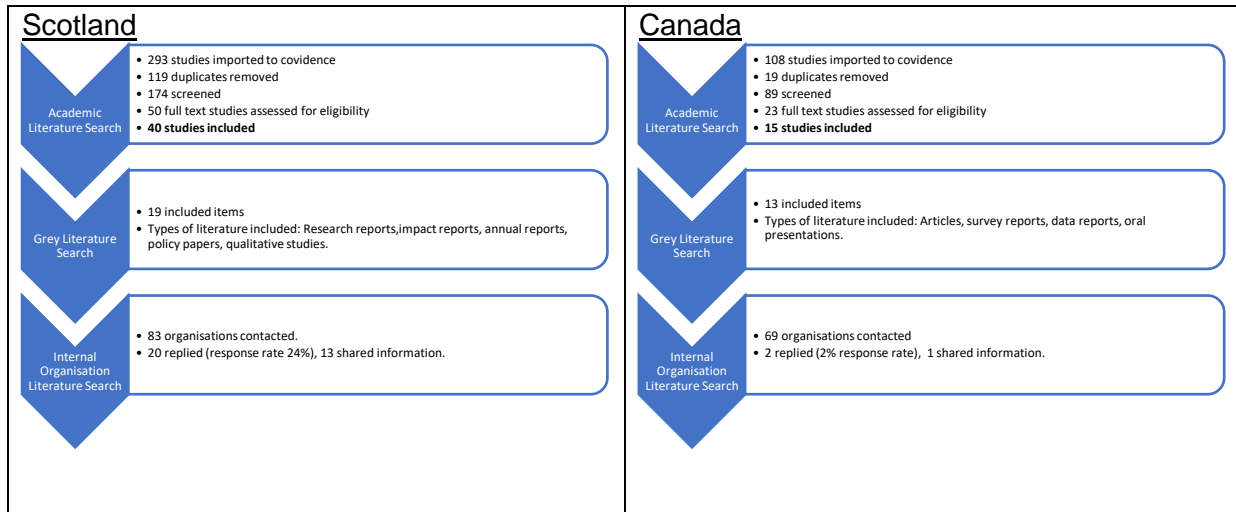 Scotland
Academic
Literature Search
• 293 studies imported to covidence
• 119 duplicates removed
• 174 screened
• 50 full text studies assessed for eligibility
• 40 studies included
Grey Literature
Search
• 19 included items
• Types of literature included: Research reports,impact reports, annual reports,
policy papers, qualitative studies.
Internal
Organisation
Literature Search
• 83 organisations contacted.
• 20 replied (response rate 24%), 13 shared information.
Canada
Academic
Literature Search
• 108 studies imported to covidence
• 19 duplicates removed
• 89 screened
• 23 full text studies assessed for eligibility
• 15 studies included
Grey Literature
Search
• 13 included items
• Types of literature included: Articles, survey reports, data reports, oral
presentations.
Internal
Organisation
Literature Search
• 69 organisations contacted
• 2 replied (2% response rate), 1 shared information.